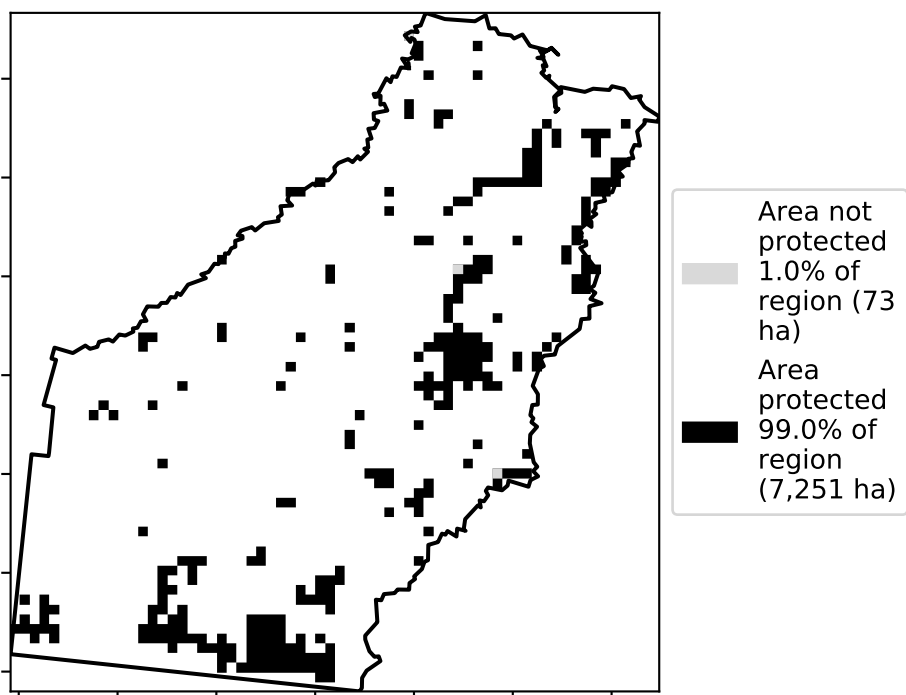 Area not
protected
1.0% of
region (73
ha)
Area
protected
99.0% of
region
(7,251 ha)